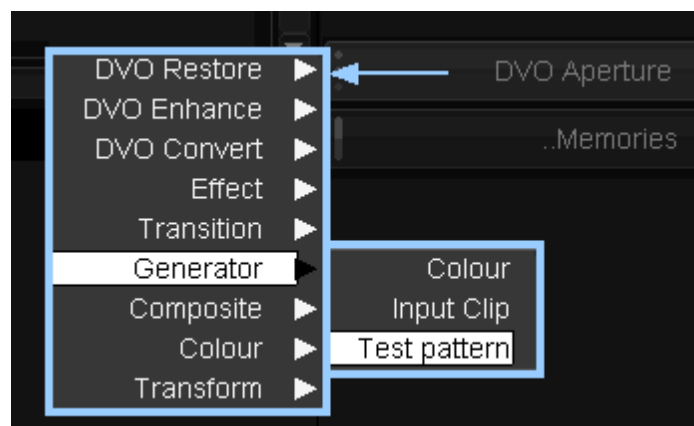 DVO Restore
DVO Enhance
DVO Convert
Effect
Transition
Generator
Composite
Colour
Transform
Colour
Input Clip
Test pattern
DVO Aperture
..Memories